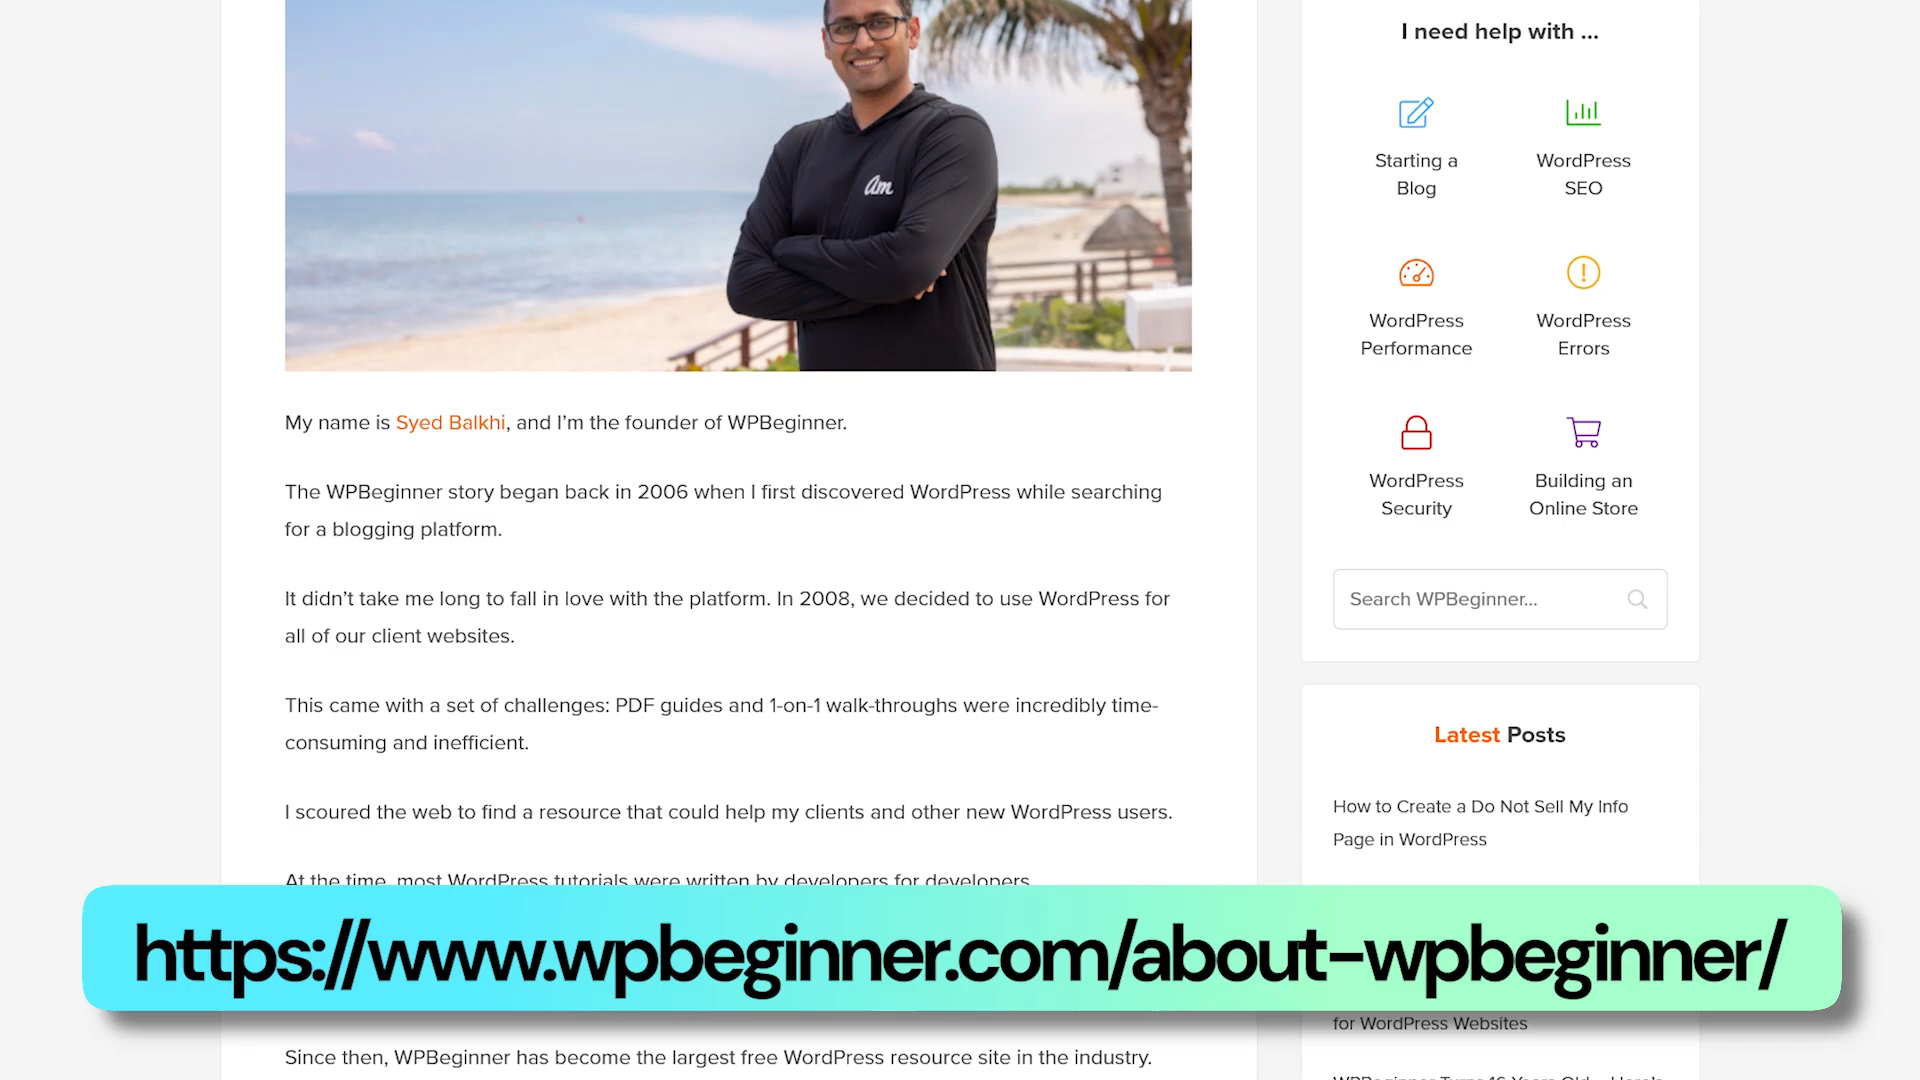 am
My name is Syed Balkhi, and I’m the founder of WPBeginner.
The WPBeginner story began back in 2006 when I first discovered WordPress while searching
for a blogging platform.
It didn’t take me long to fall in love with the platform. In 2008, we decided to use WordPress for
all of our client websites.
This came with a set of challenges: PDF guides and 1-on-1 walk-throughs were incredibly time-
consuming and inefficient.
I scoured the web to find a resource that could help my clients and other new WordPress users.
At the time, most WordPress tutorials were written by developers for developers.
Since then, WPBeginner has become the largest free WordPress resource site in the industry.
I need help with ...
Starting a
Blog
WordPress
SEO
WordPress
Performance
WordPress
Errors
WordPress
Security
Building an
Online Store
Search WPBeginner...
Latest Posts
How to Create a Do Not Sell My Info
Page in WordPress
for WordPress Websites
WPBeginner Turns 16 Years Old – Here’s
https://www.wpbeginner.com/about-wpbeginner/